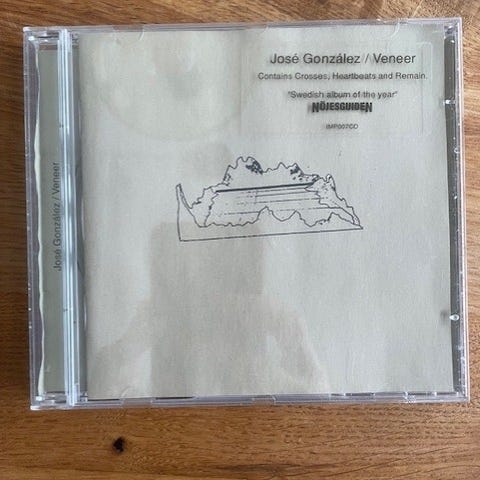 José González / Veneer
Contains Crosses, Heartbeats and Remain.
"Swedish album of the year"
NÖJESGUIDEN
IMP007CD
José González / Veneer